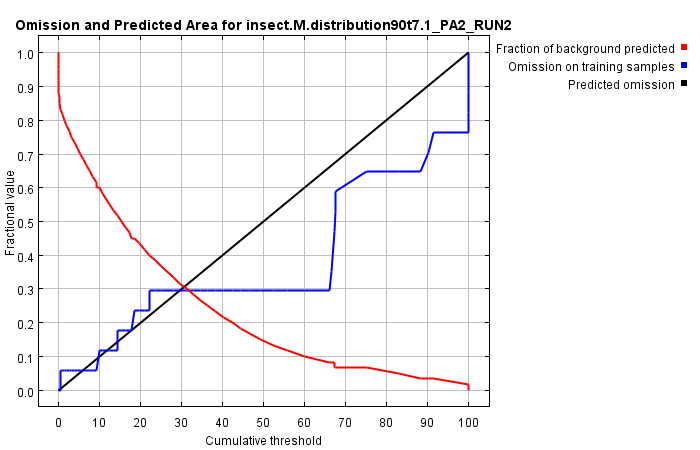 Omission and Predicted Area for insect.M.distribution90t7.1_PA2_RUN2
Fraction of background predicted
Omission on training samples
Predicted omission
Fractional value
1.0
0.9
0.8
0.7
0.6
0.5
0.4
0.3
0.2
0.1
0.0
0 10 20 30 40 50 60 70 80 90 100
Cumulative threshold